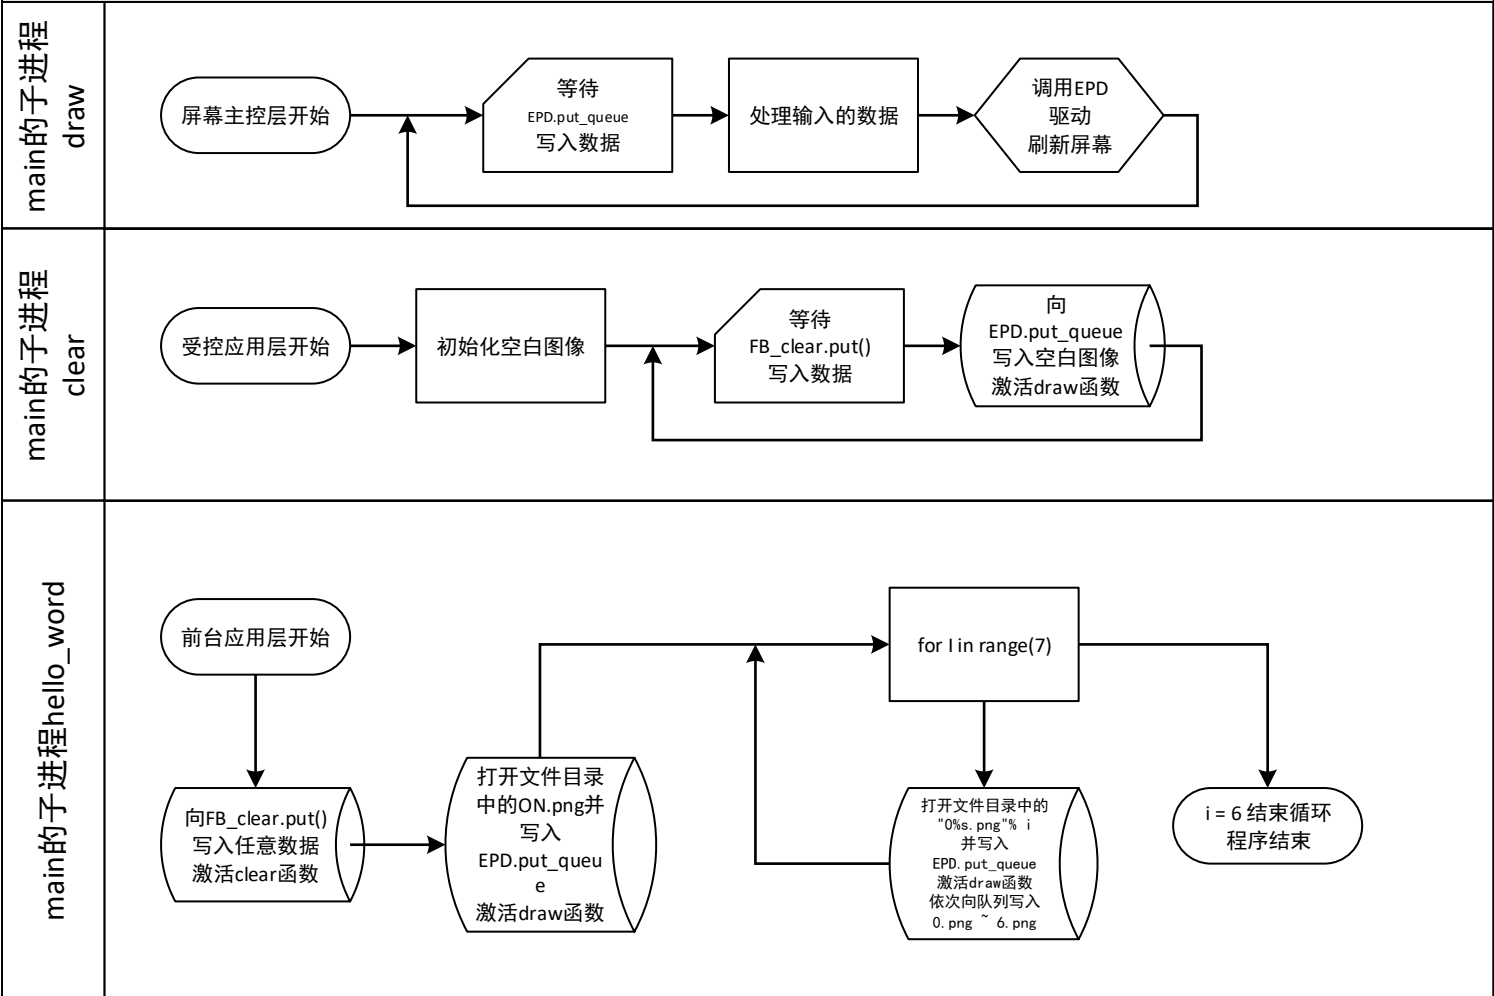 main的子进程
draw
屏幕主控层开始
等待
EPD.put_queue
写入数据
处理输入的数据
调用EPD
驱动
刷新屏幕
main的子进程
clear
受控应用层开始
初始化空白图像
等待
FB_clear.put()
写入数据
向
EPD.put_queue
写入空白图像
激活draw函数
main的子进程hello_word
前台应用层开始
向FB_clear.put()
写入任意数据
激活clear函数
打开文件目录
中的ON.png并
写入
EPD.put_queu
e
激活draw函数
for I in range(7)
打开文件目录中的
"0%s.png"% i
并写入
EPD.put_queue
激活draw函数
依次向队列写入
0.png ~ 6.png
i = 6 结束循环
程序结束